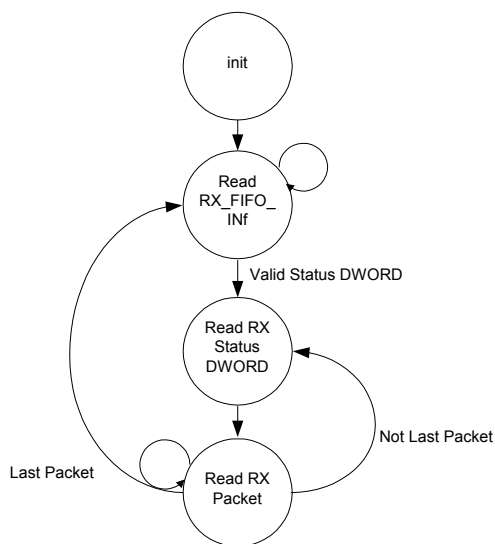 init
Read
RX_FIFO_
INf
Valid Status DWORD
Read RX
Status
DWORD
Not Last Packet
Last Packet
Read RX
Packet